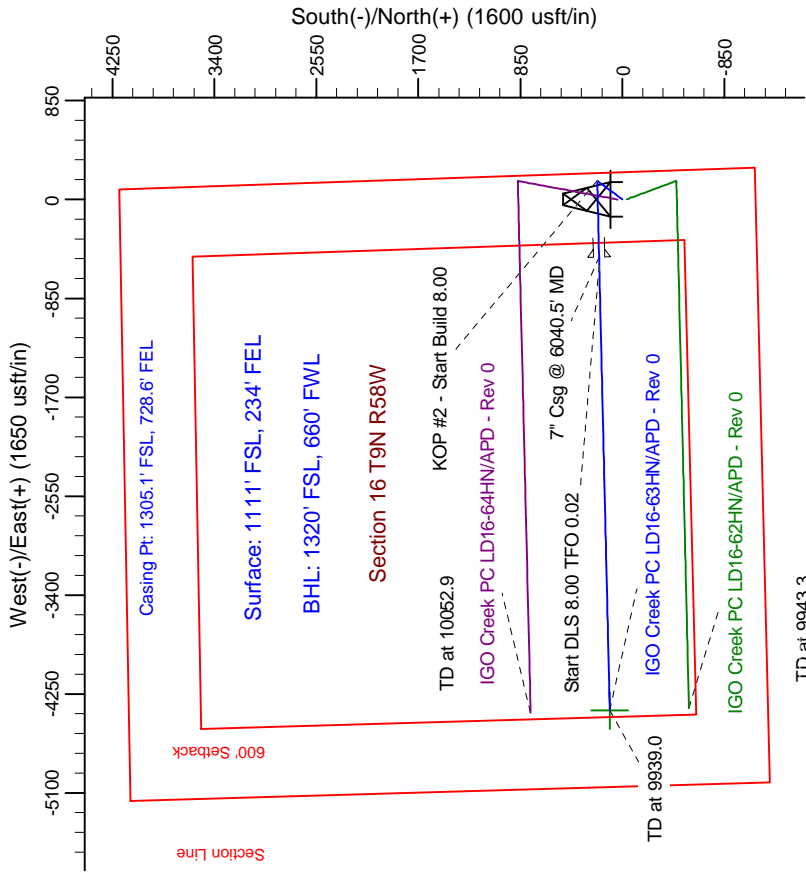 South(-)/North(+) (1600 usft/in)
4250
3400
2550
1700
850
0
-850
West(-)/East(+) (1650 usft/in)
850
0
-850
-1700
-2550
-3400
-4250
-5100
Casing Pt: 1305.1' FSL, 728.6' FEL
Surface: 1111' FSL, 234' FEL
BHL: 1320' FSL, 660' FWL
Section 16 T9N R58W
KOP #2 - Start Build 8.00
7" Csg @ 6040.5' MD
Start DLS 8.00 TFO 0.02
TD at 10052.9
IGO Creek PC LD16-64HN/APD - Rev 0
IGO Creek PC LD16-63HN/APD - Rev 0
TD at 9939.0
IGO Creek PC LD16-62HN/APD - Rev 0
TD at 9943.3
600' Setback
Section Line